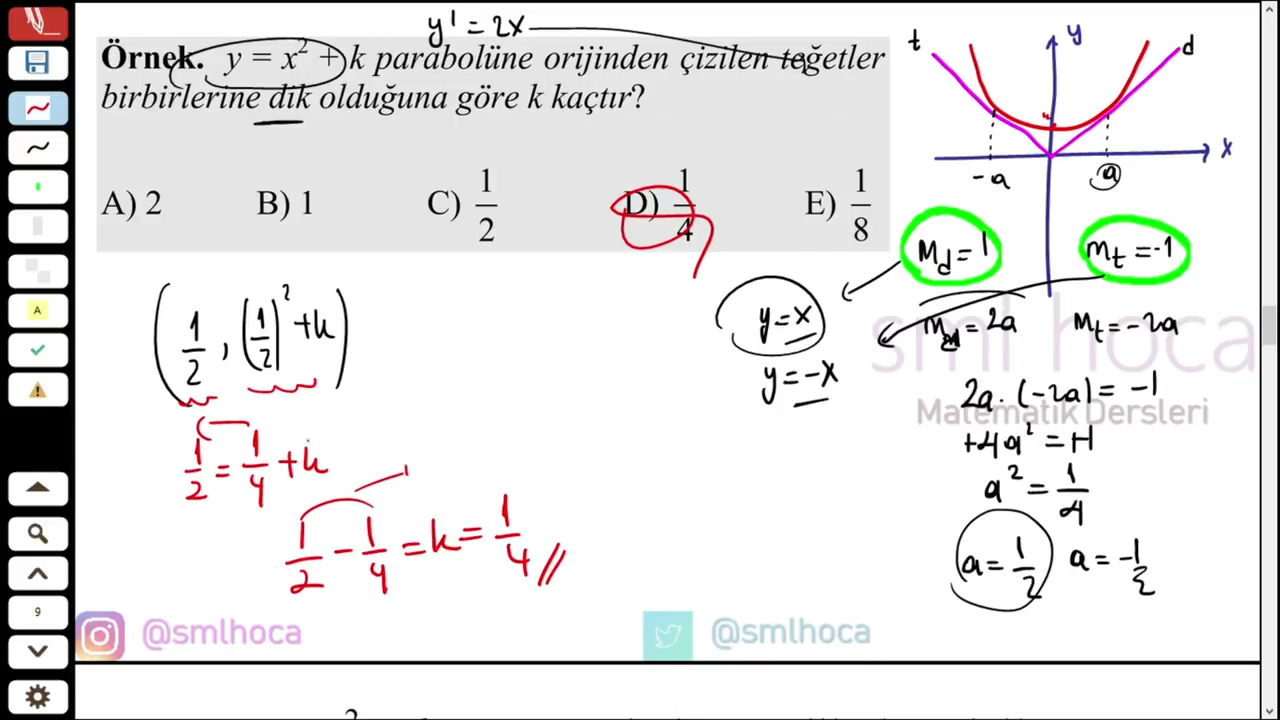 y' = 2x
Örnek. y = x² + k parabolüne orijinden çizilen teğetler
birbirlerine dik olduğuna göre k kaçtır?
A) 2 B) 1 C) 1/2 D) 1/4 E) 1/8
t y d
x
-a a
m_d = 1 m_t = -1
y = x
y = -x
m_d = 2a m_t = -2a
sml hoca
Matematik Dersleri
2a · (-2a) = -1
+4a² = +1
a² = 1/4
a = 1/2 a = -1/2
(1/2, (1/2)² + k)
1/2 = 1/4 + k
1/2 - 1/4 = k = 1/4 //
@smlhoca @smlhoca
A
9